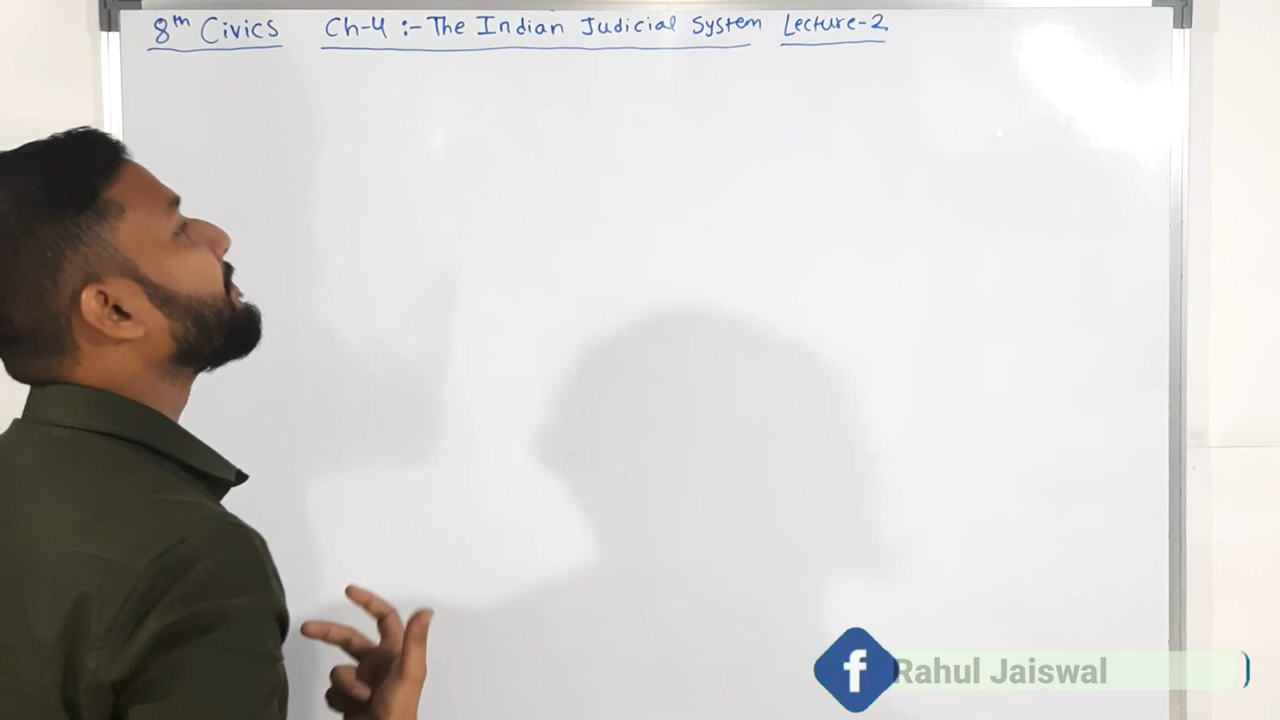 8th Civics Ch-4 :- The Indian Judicial System Lecture-2
f Rahul Jaiswal